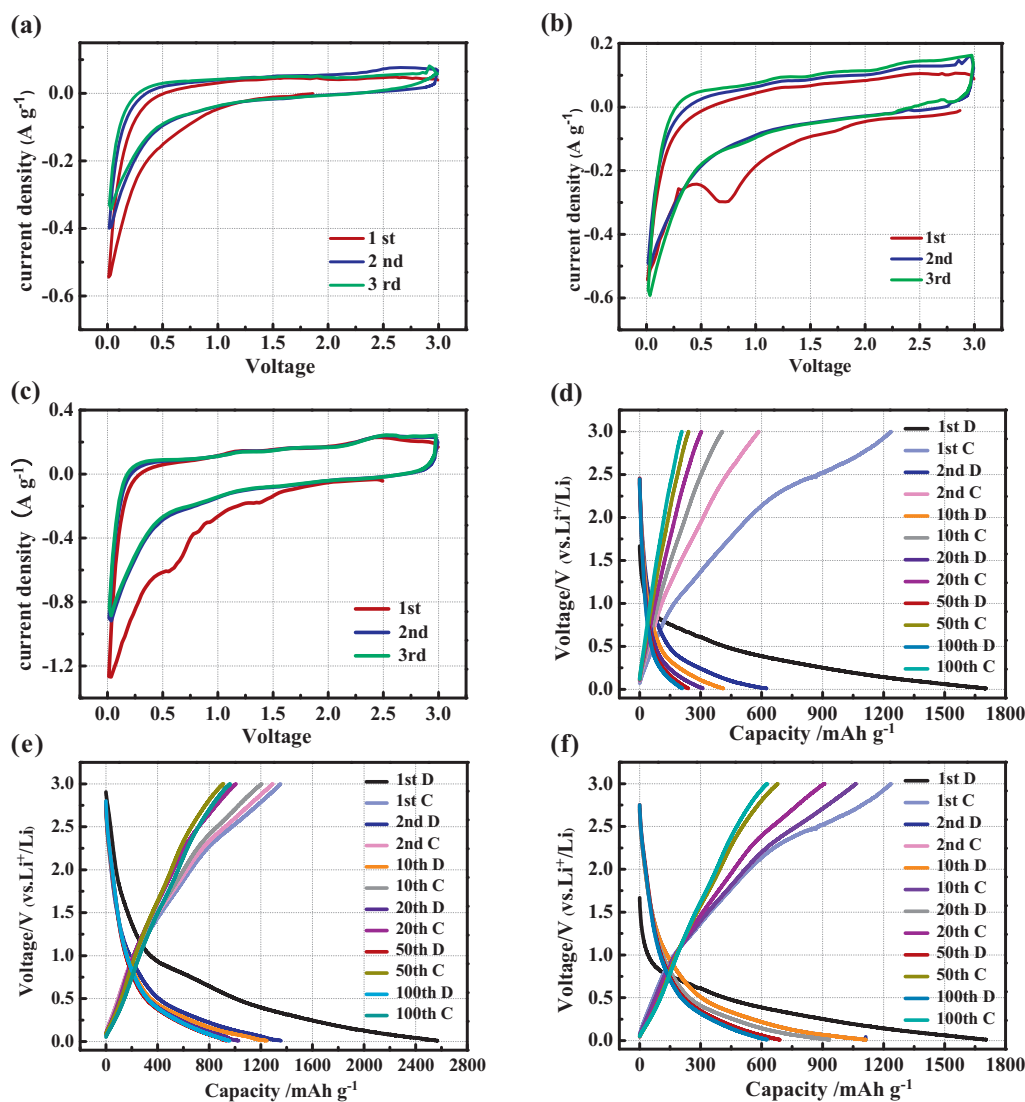 (a)
0.0
-0.2
-0.4
-0.6
current density (A g⁻¹)
1 st
2 nd
3 rd
0.0 0.5 1.0 1.5 2.0 2.5 3.0
Voltage
(b)
0.2
0.0
-0.2
-0.4
-0.6
current density (A g⁻¹)
1st
2nd
3rd
0.0 0.5 1.0 1.5 2.0 2.5 3.0
Voltage
(c)
0.4
0.0
-0.4
-0.8
-1.2
current density (A g⁻¹)
1st
2nd
3rd
0.0 0.5 1.0 1.5 2.0 2.5 3.0
Voltage
(d)
3.0
2.5
2.0
1.5
1.0
0.5
0.0
Voltage/V (vs.Li⁺/Li)
1st D
1st C
2nd D
2nd C
10th D
10th C
20th D
20th C
50th D
50th C
100th D
100th C
0 300 600 900 1200 1500 1800
Capacity /mAh g⁻¹
(e)
3.0
2.5
2.0
1.5
1.0
0.5
0.0
Voltage/V (vs.Li⁺/Li)
1st D
1st C
2nd D
2nd C
10th D
10th C
20th D
20th C
50th D
50th C
100th D
100th C
0 400 800 1200 1600 2000 2400 2800
Capacity /mAh g⁻¹
(f)
3.0
2.5
2.0
1.5
1.0
0.5
0.0
Voltage/V (vs.Li⁺/Li)
1st D
1st C
2nd D
2nd C
10th D
10th C
20th D
20th C
50th D
50th C
100th D
100th C
0 300 600 900 1200 1500 1800
Capacity /mAh g⁻¹